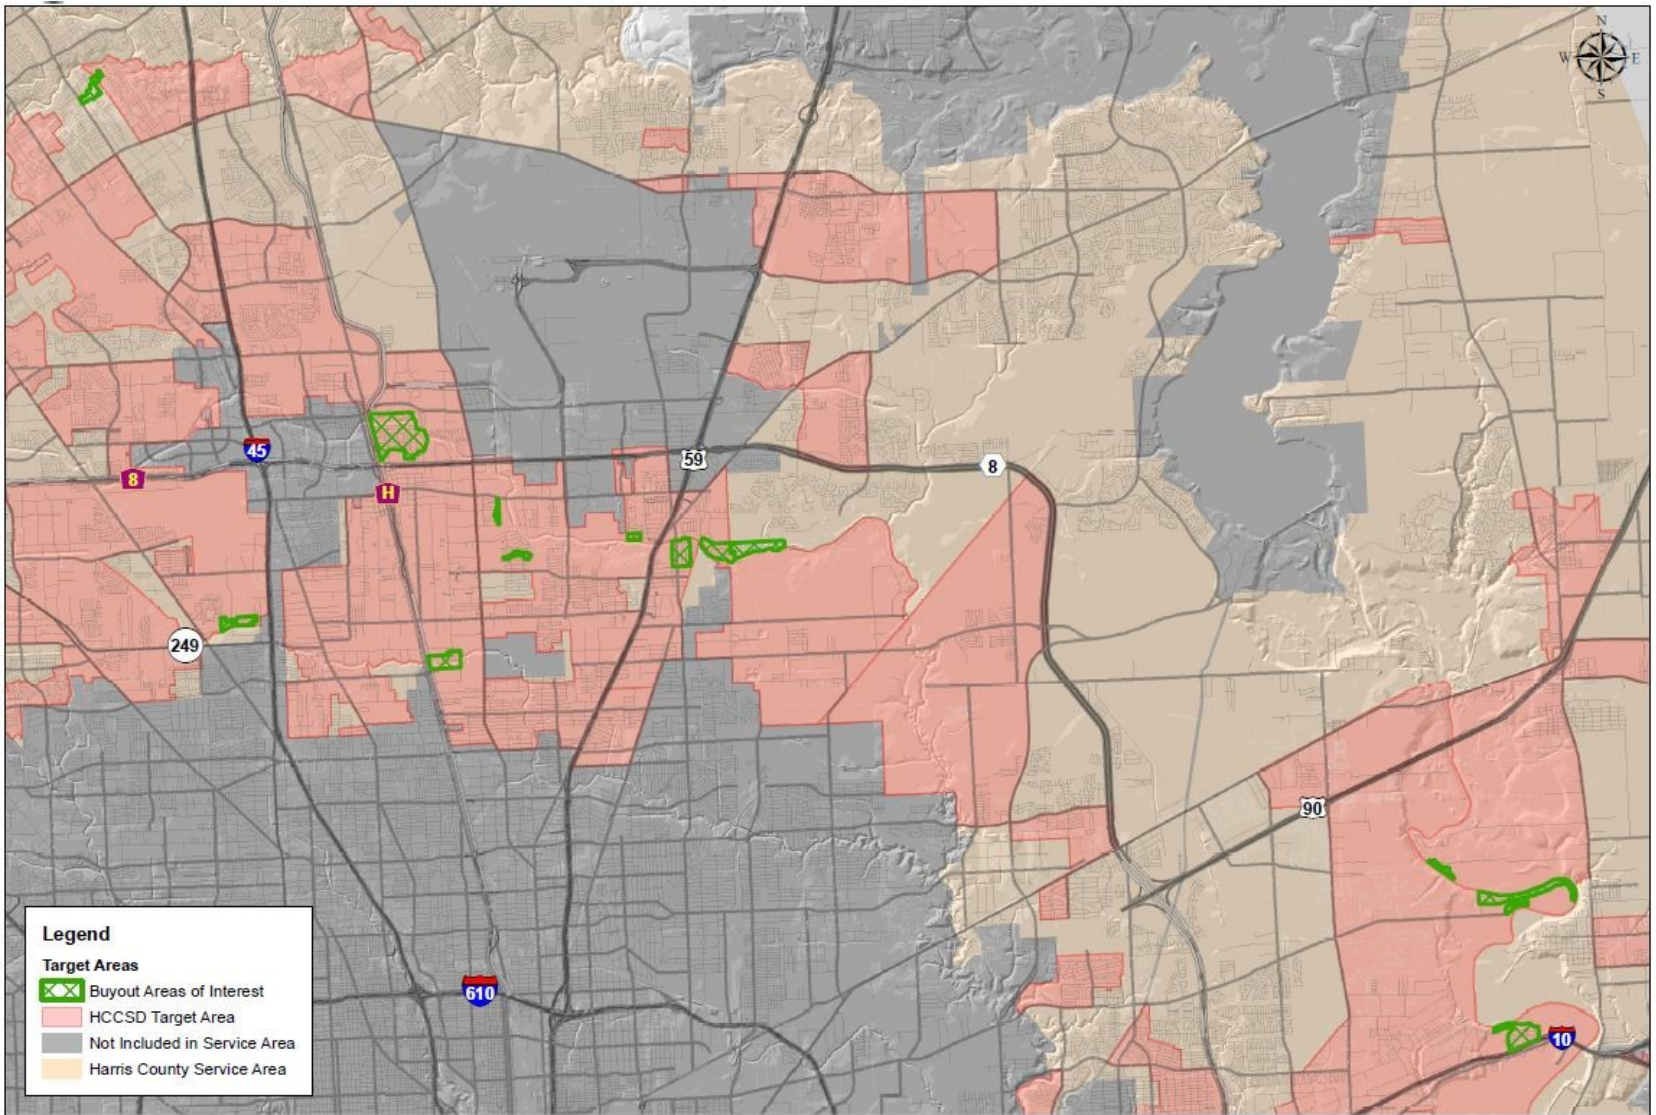 N
W E
S
45
59
8
8
H
249
90
Legend
Target Areas
Buyout Areas of Interest
HCCSD Target Area
Not Included in Service Area
Harris County Service Area
610
10